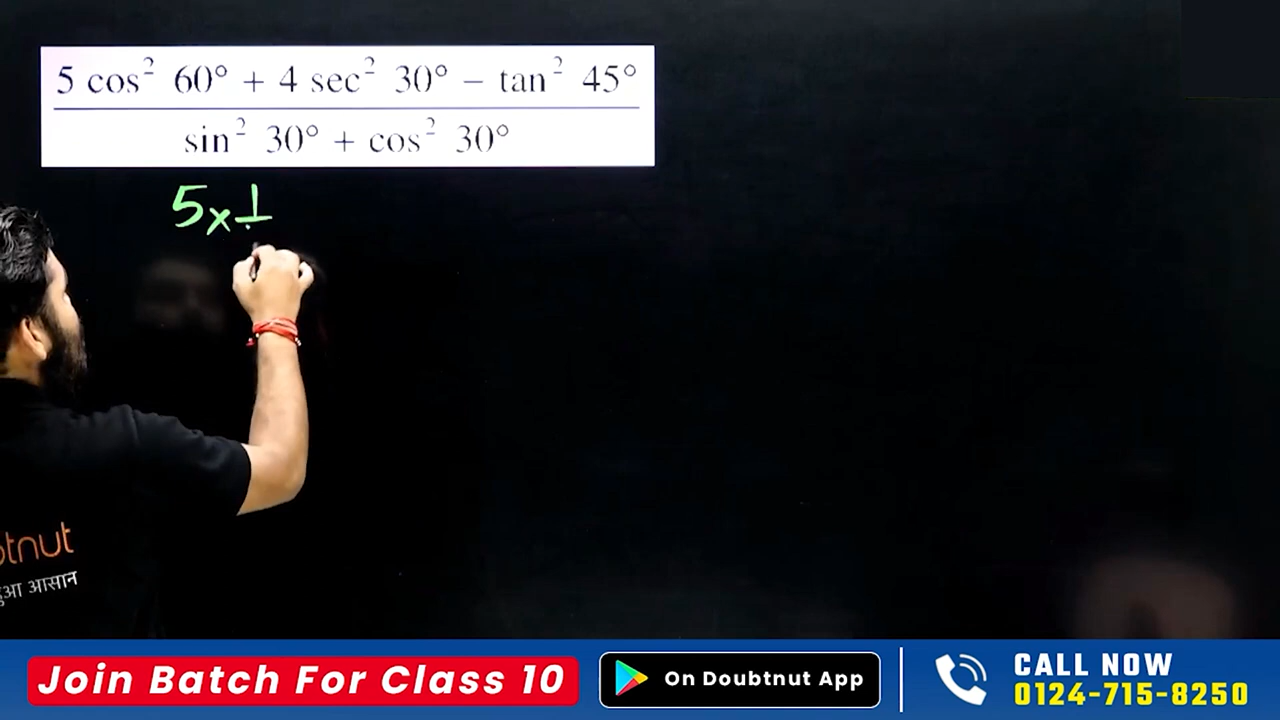 5 cos² 60° + 4 sec² 30° − tan² 45°
sin² 30° + cos² 30°
5×1
otnut
हुआ आसान
Join Batch For Class 10
On Doubtnut App
CALL NOW
0124-715-8250